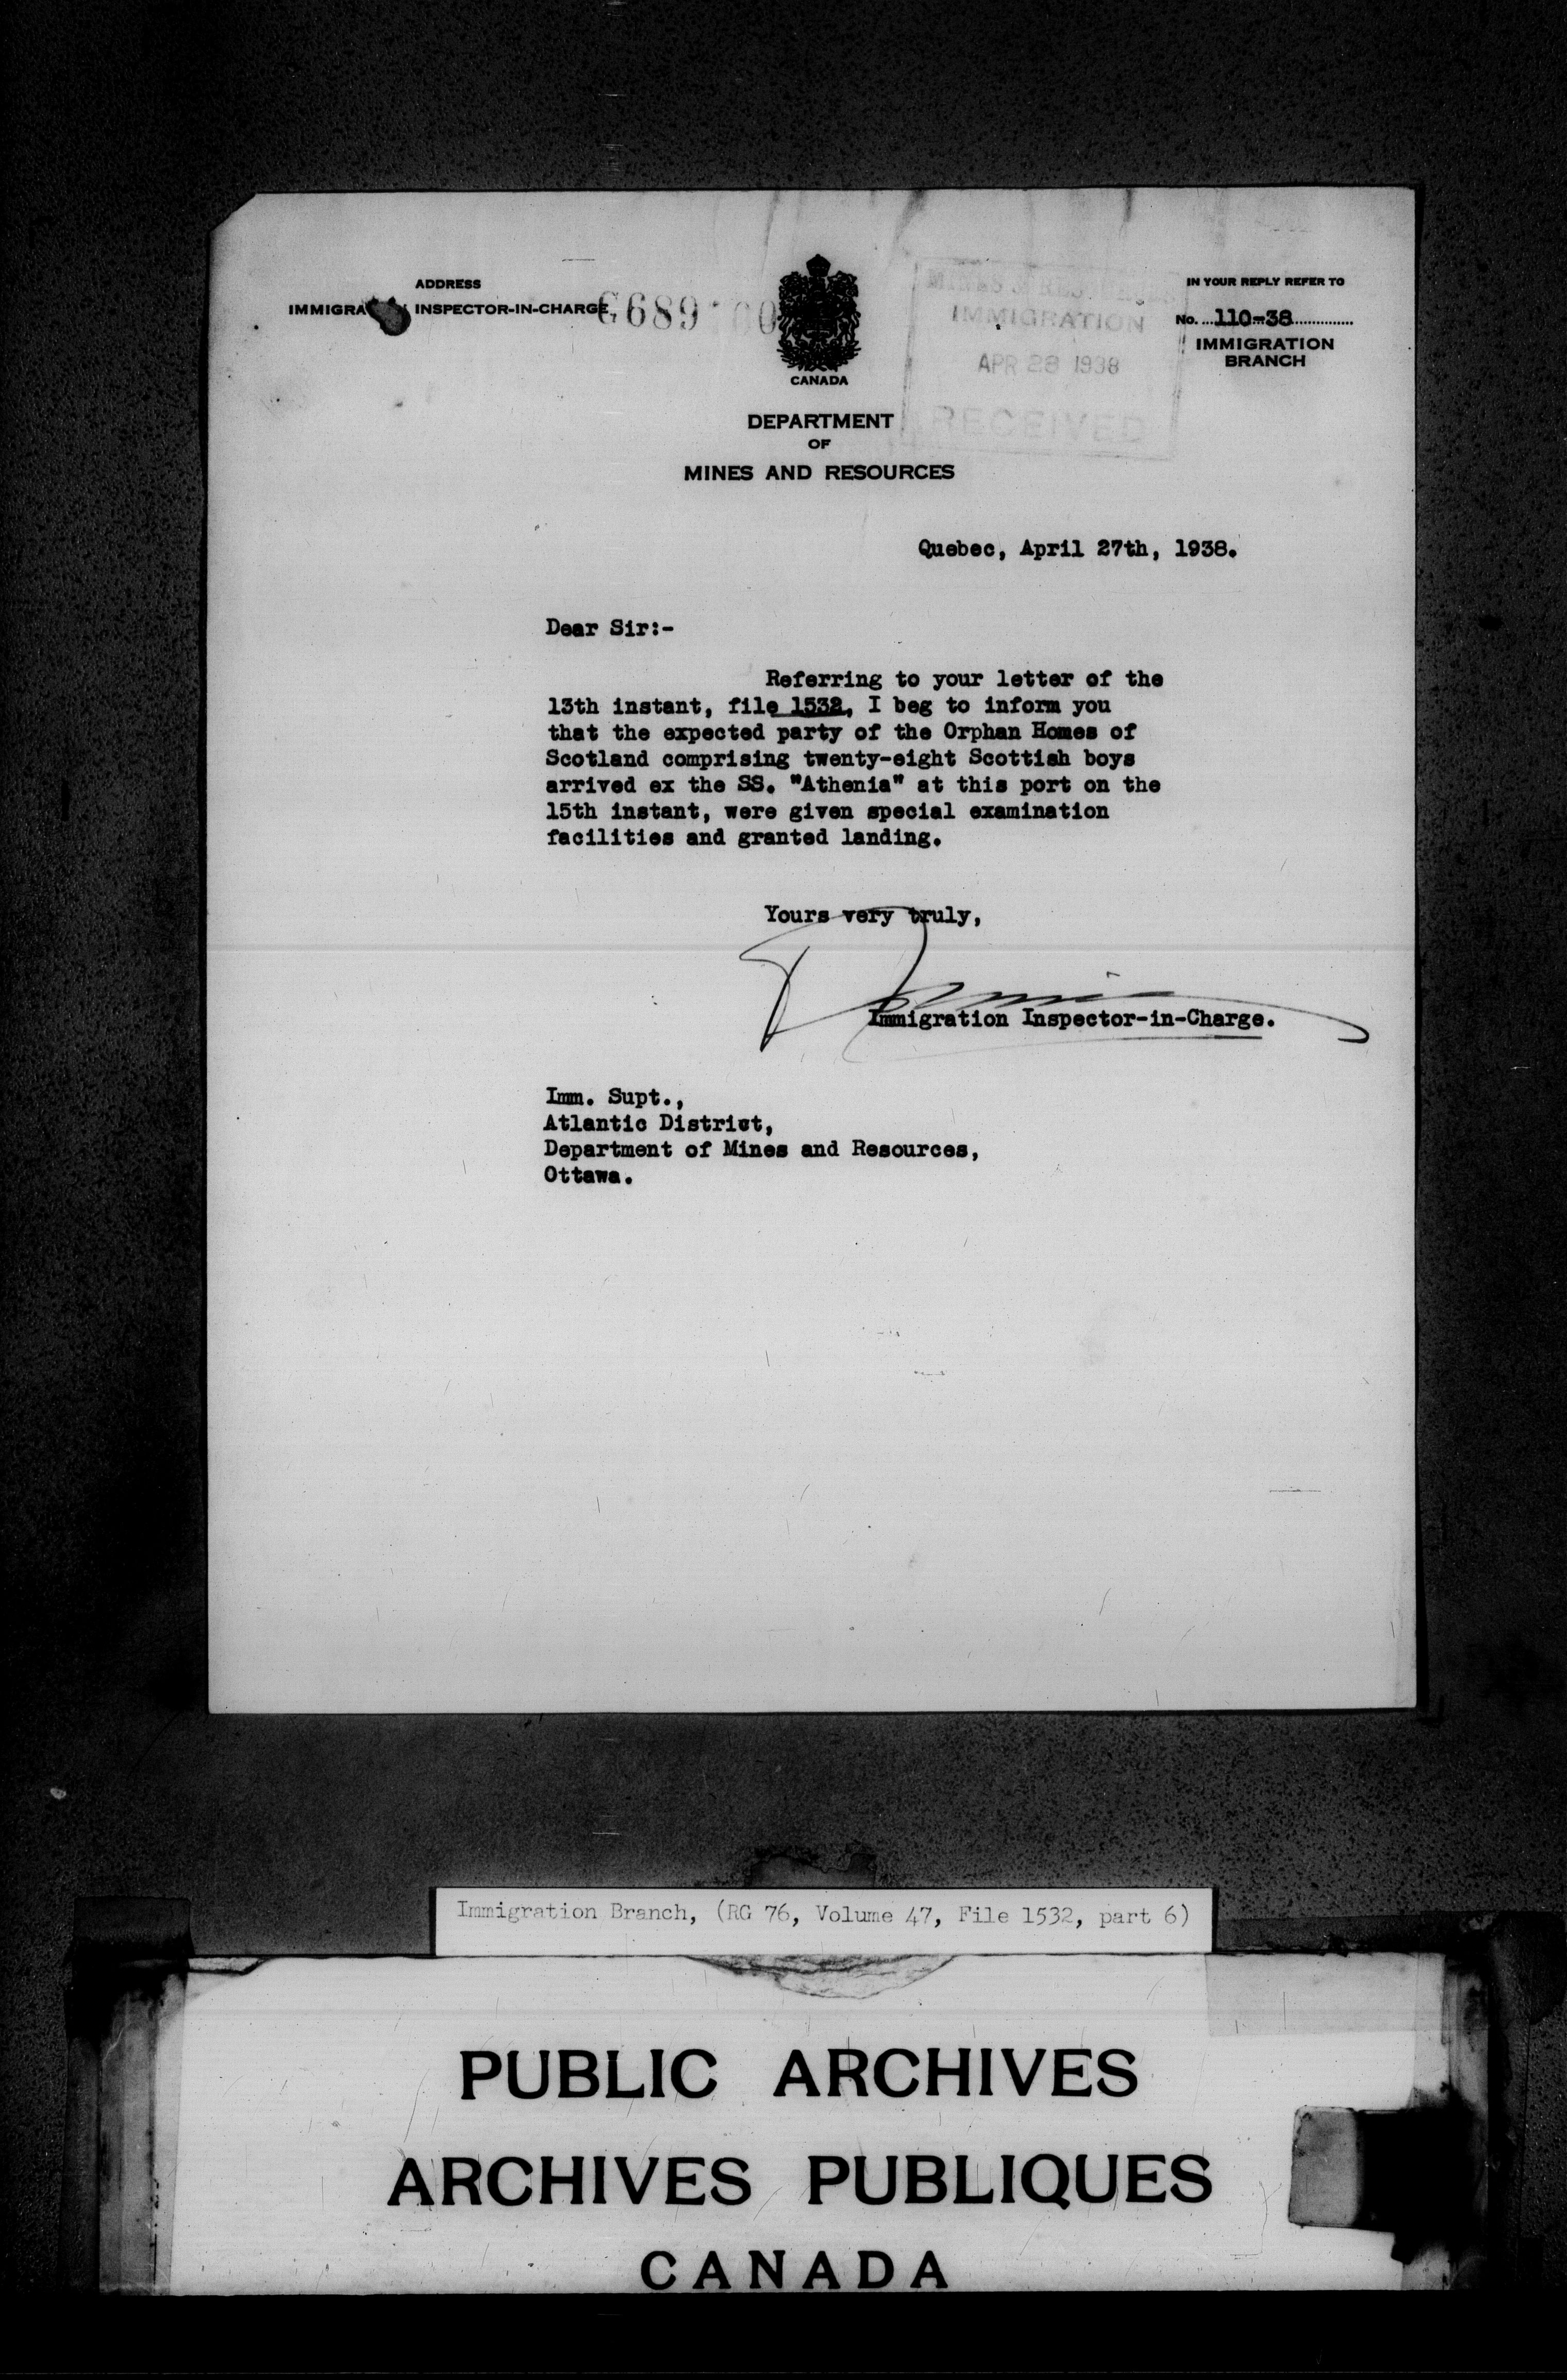 ADDRESS
INSPECTOR-IN-CHARGE
6689
CANADA
IMMIGRATION
APR 28 1938
RECEIVED
IN YOUR REPLY REFER TO
No. 110-38
IMMIGRATION
BRANCH
DEPARTMENT
OF
MINES AND RESOURCES
Quebec, April 27th, 1938.
Dear Sir:-
Referring to your letter of the
13th instant, file 1532, I beg to inform you
that the expected party of the Orphan Homes of
Scotland comprising twenty-eight Scottish boys
arrived ex the SS. "Athenia" at this port on the
15th instant, were given special examination
facilities and granted landing.
Yours very truly,
Immigration Inspector-in-Charge.
Imm. Supt.,
Atlantic District,
Department of Mines and Resources,
Ottawa.
Immigration Branch, (RG 76, Volume 47, File 1532, part 6)
PUBLIC ARCHIVES
ARCHIVES PUBLIQUES
CANADA